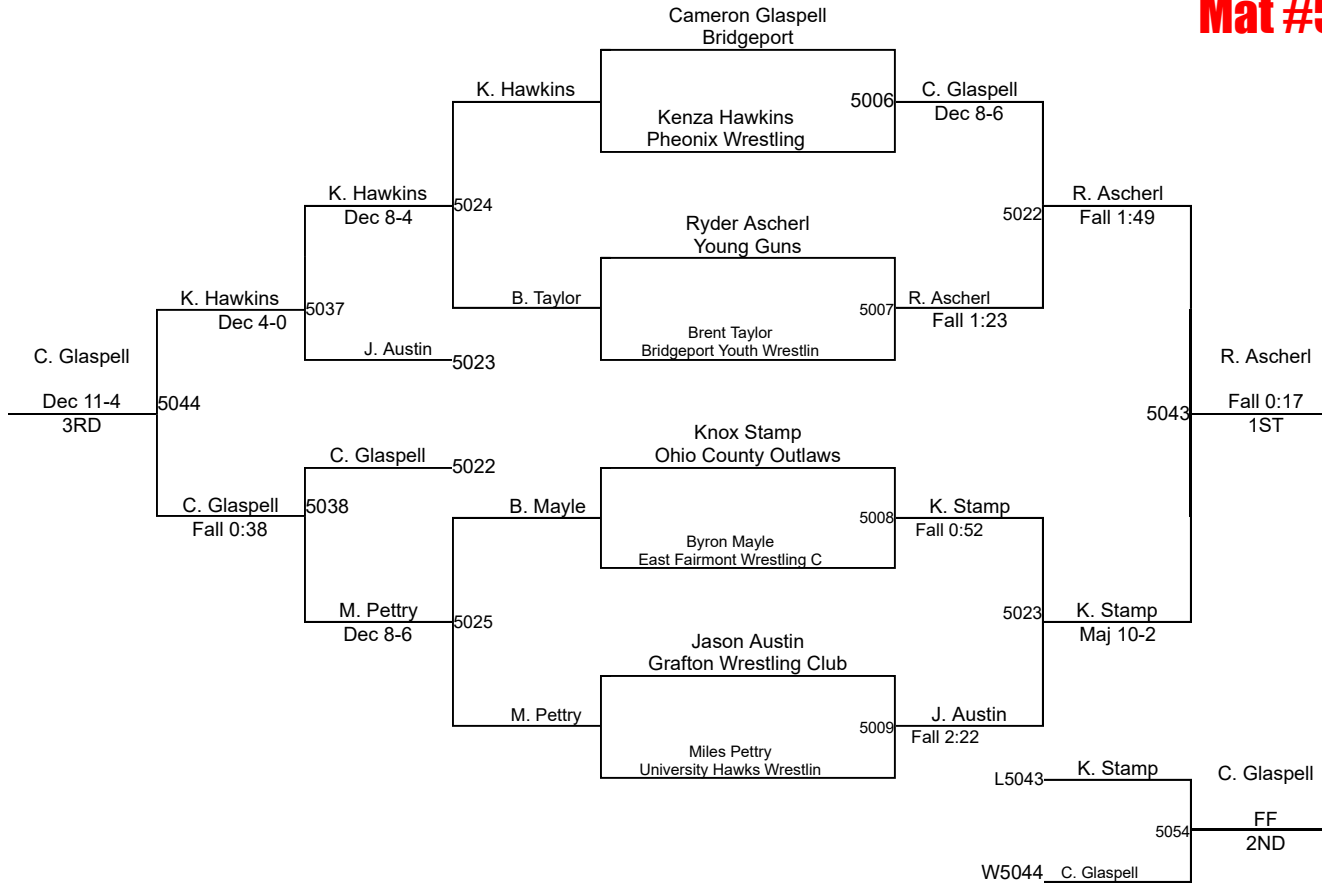 Mat #5
Cameron Glaspell
Bridgeport
K. Hawkins
5006
C. Glaspell
Dec 8-6
Kenza Hawkins
Pheonix Wrestling
K. Hawkins
Dec 8-4
5024
5022
R. Ascherl
Fall 1:49
Ryder Ascherl
Young Guns
K. Hawkins
Dec 4-0
5037
B. Taylor
5007
R. Ascherl
Fall 1:23
Brent Taylor
Bridgeport Youth Wrestlin
J. Austin
5023
C. Glaspell
Dec 11-4
3RD
5044
R. Ascherl
5043
Fall 0:17
1ST
Knox Stamp
Ohio County Outlaws
C. Glaspell
5022
C. Glaspell
Fall 0:38
5038
B. Mayle
5008
K. Stamp
Fall 0:52
Byron Mayle
East Fairmont Wrestling C
M. Pettry
Dec 8-6
5025
5023
K. Stamp
Maj 10-2
Jason Austin
Grafton Wrestling Club
M. Pettry
5009
J. Austin
Fall 2:22
Miles Pettry
University Hawks Wrestlin
L5043
K. Stamp
C. Glaspell
5054
FF
2ND
W5044
C. Glaspell